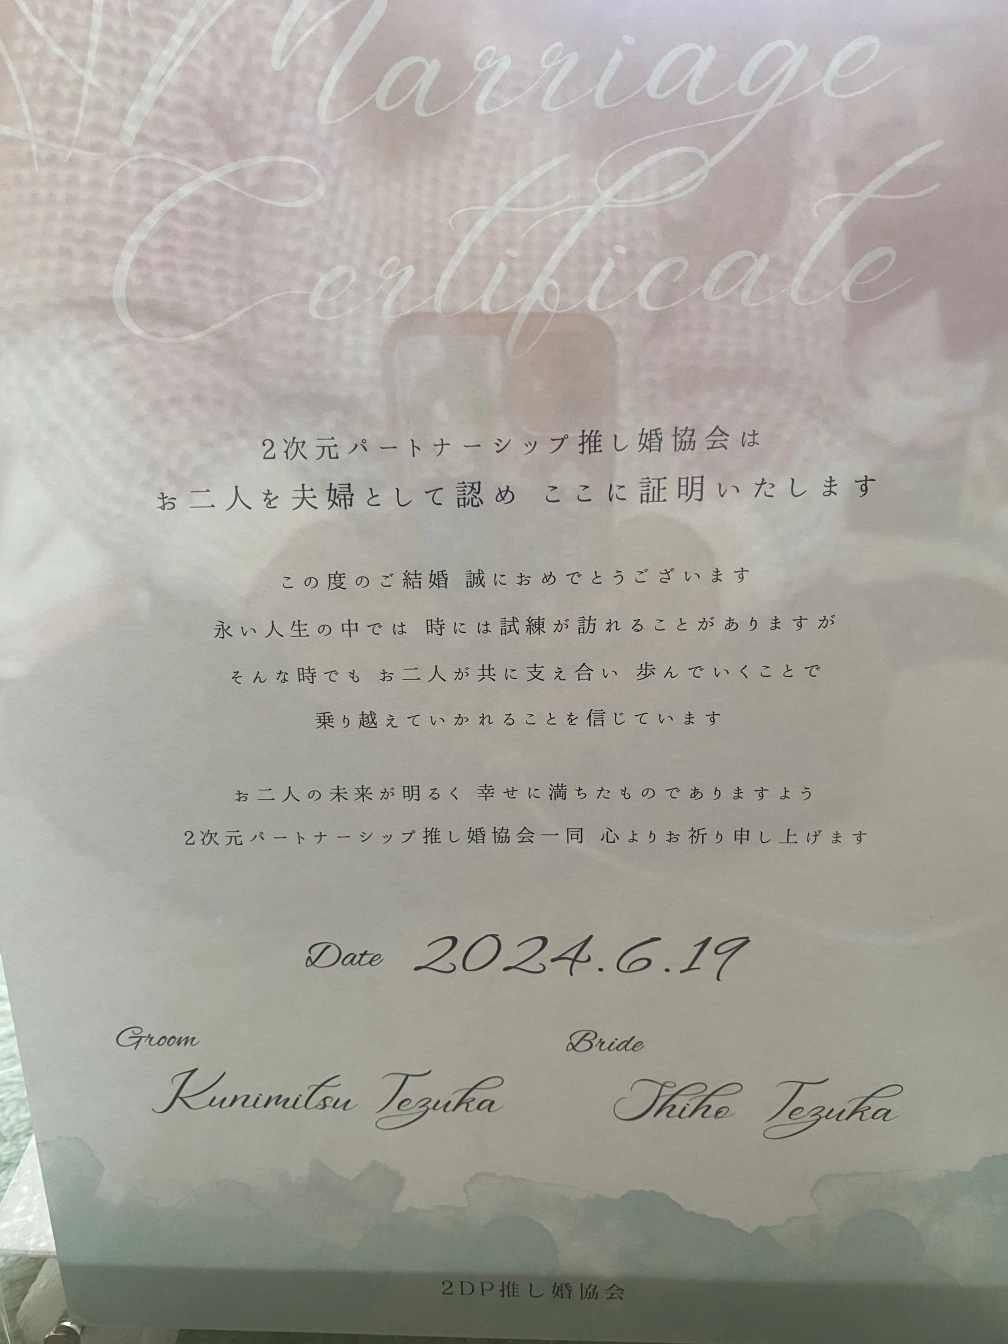 Marriage
Certificate
2次元パートナーシップ推し婚協会は
お二人を夫婦として認め ここに証明いたします
この度のご結婚 誠におめでとうございます
永い人生の中では 時には試練が訪れることがありますが
そんな時でも お二人が共に支え合い 歩んでいくことで
乗り越えていかれることを信じています
お二人の未来が明るく 幸せに満ちたものでありますよう
2次元パートナーシップ推し婚協会一同 心よりお祈り申し上げます
Date 2024.6.19
Groom Bride
Kunimitsu Tezuka Shiho Tezuka
2DP推し婚協会